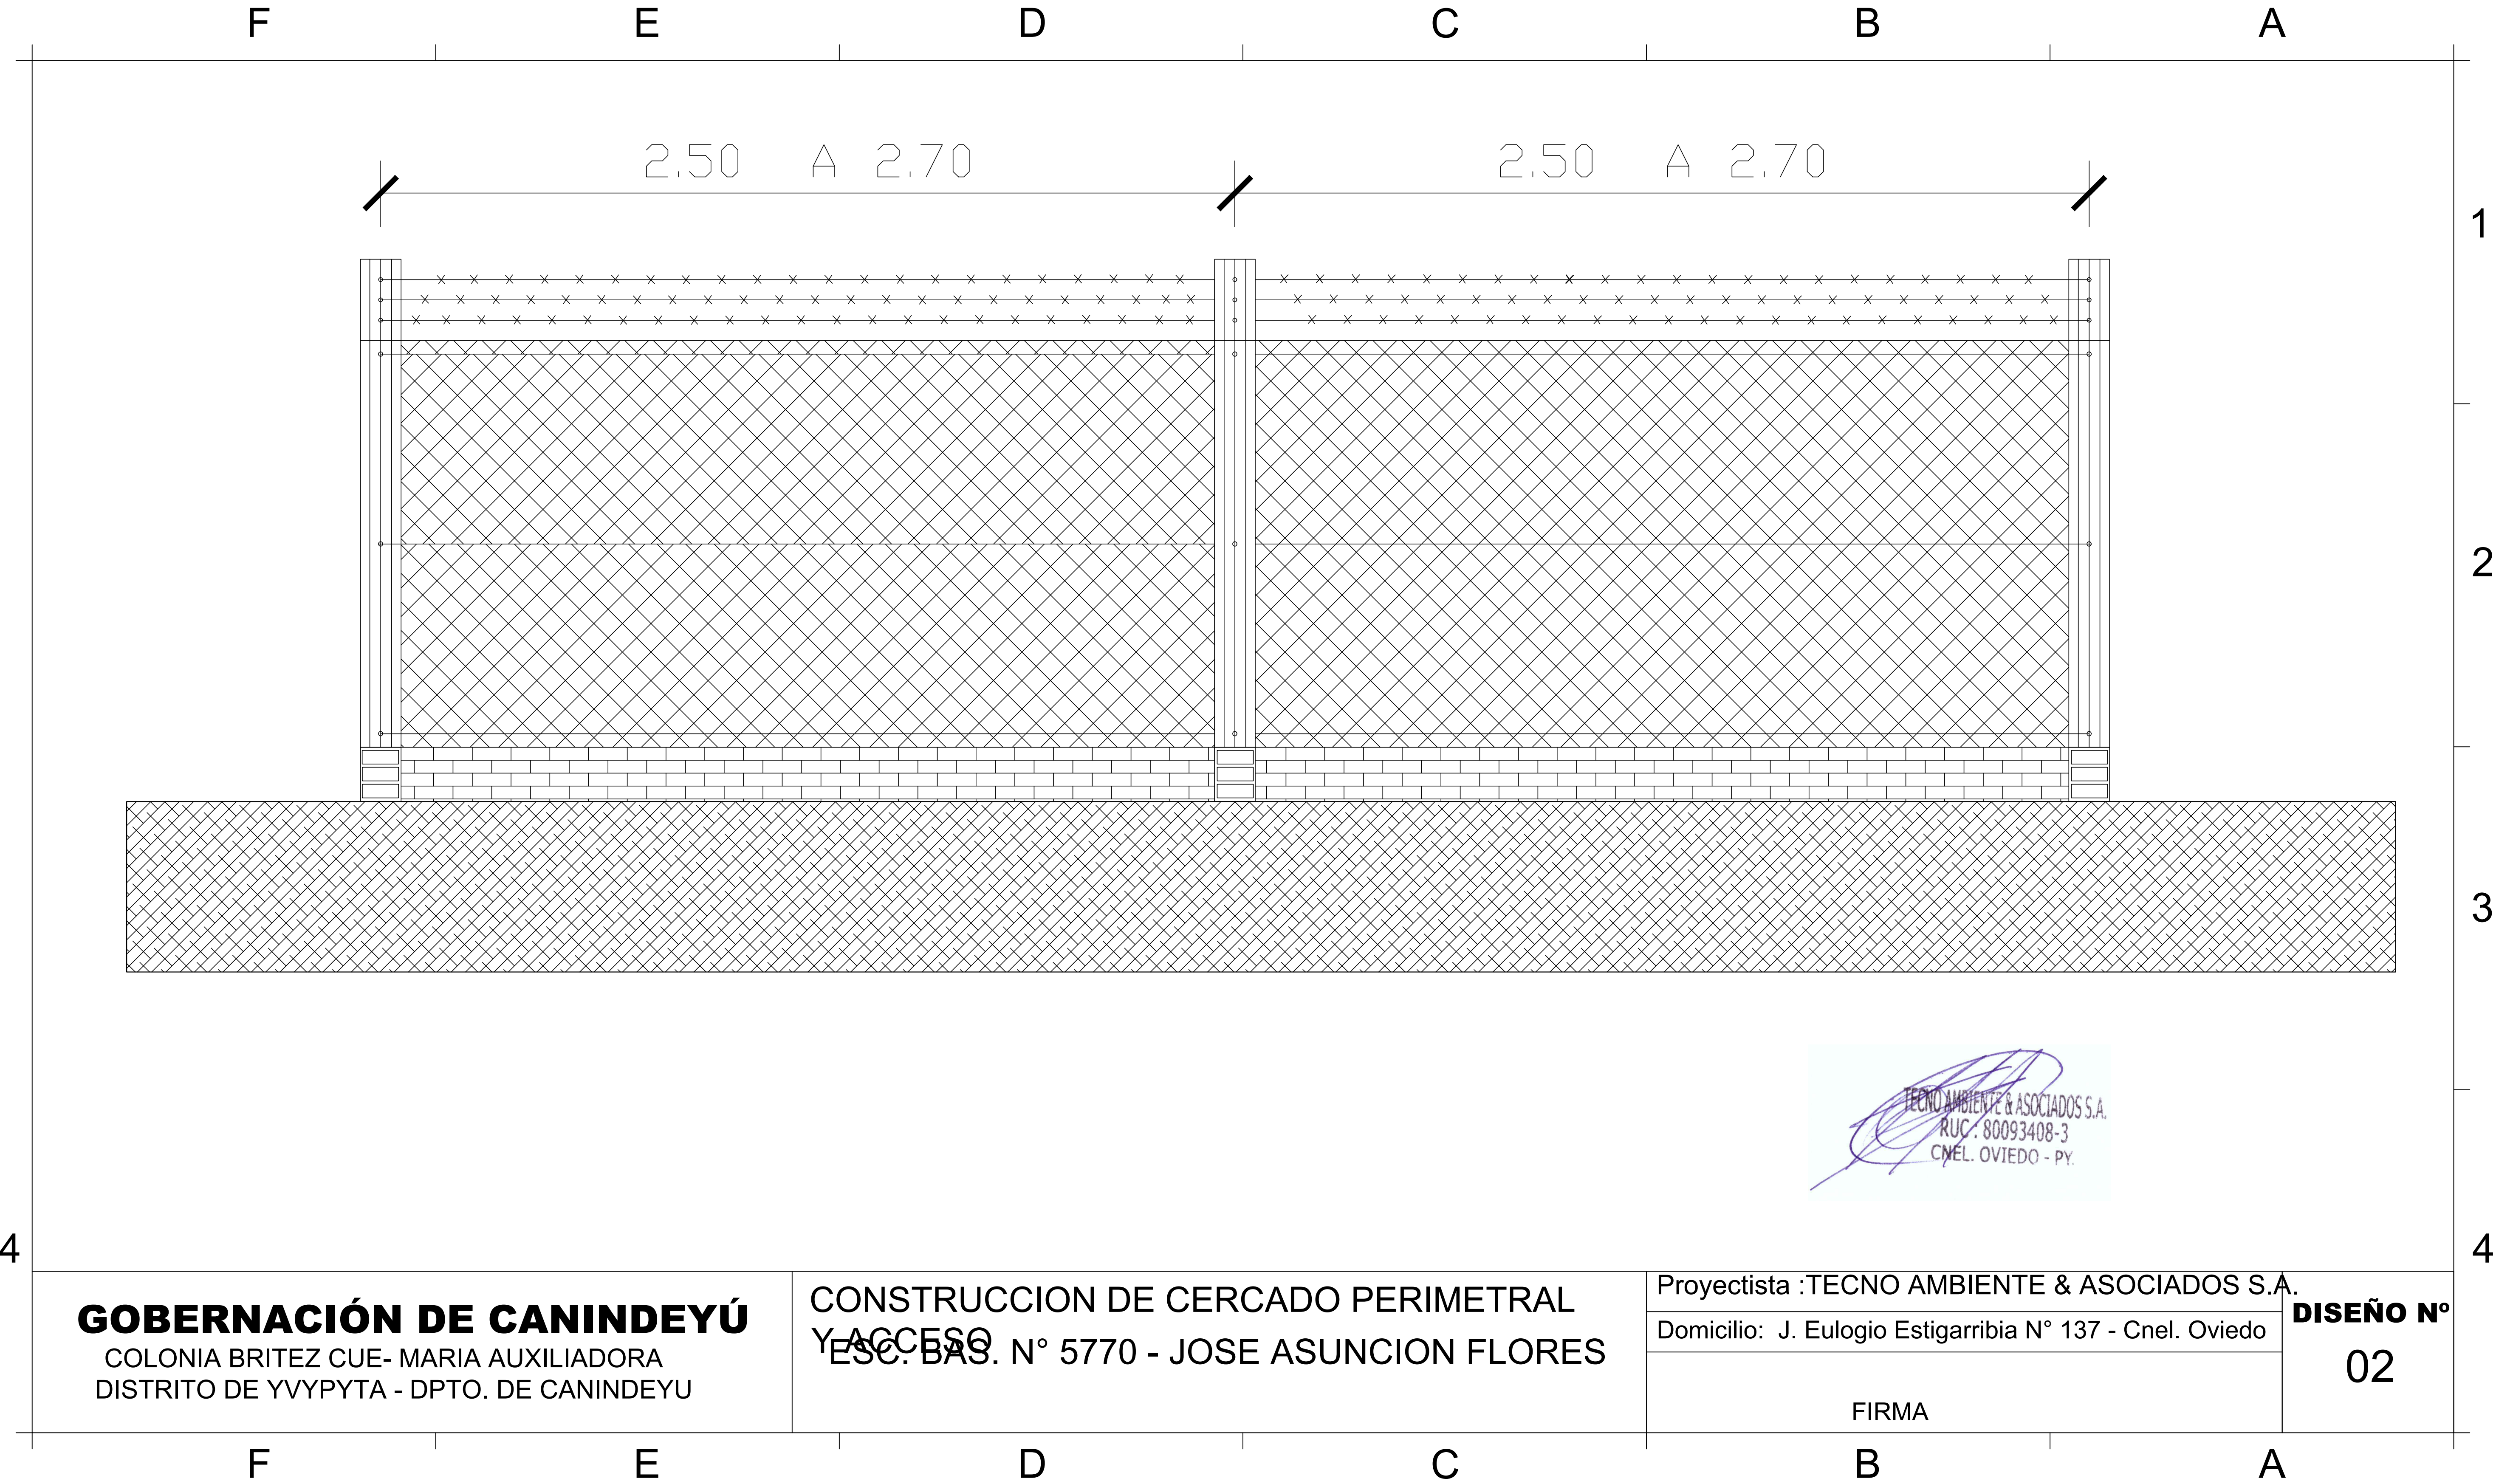 F E D C B A
2.50 A 2.70 2.50 A 2.70
1
2
3
4 4
TECNO AMBIENTE & ASOCIADOS S.A.
RUC : 80093408-3
CNEL. OVIEDO - PY.
GOBERNACIÓN DE CANINDEYÚ
COLONIA BRITEZ CUE- MARIA AUXILIADORA
DISTRITO DE YVYPYTA - DPTO. DE CANINDEYU
CONSTRUCCION DE CERCADO PERIMETRAL
Y ACCESO
ESC. BAS. N° 5770 - JOSE ASUNCION FLORES
Proyectista :TECNO AMBIENTE & ASOCIADOS S.A.
Domicilio: J. Eulogio Estigarribia N° 137 - Cnel. Oviedo
FIRMA
DISEÑO Nº
02
F E D C B A